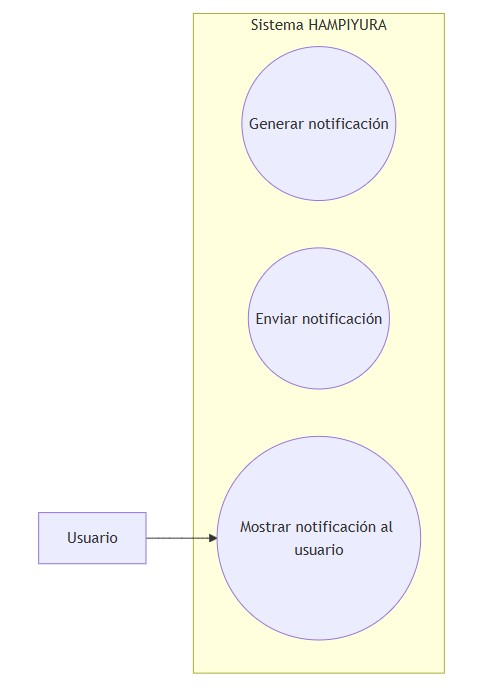 Sistema HAMPIYURA
Generar notificación
Enviar notificación
Mostrar notificación al
usuario
Usuario